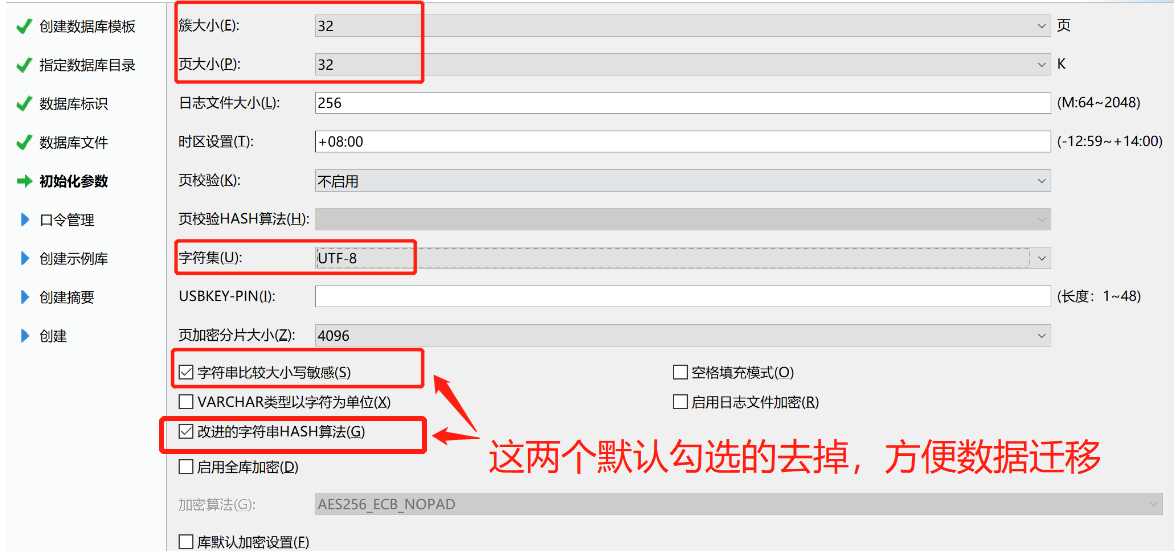 创建数据库模板
指定数据库目录
数据库标识
数据库文件
初始化参数
口令管理
创建示例库
创建摘要
创建
簇大小(E): 32 页
页大小(P): 32 K
日志文件大小(L): 256 (M:64~2048)
时区设置(T): +08:00 (-12:59~+14:00)
页校验(K): 不启用
页校验HASH算法(H):
字符集(U): UTF-8
USBKEY-PIN(I): (长度：1~48)
页加密分片大小(Z): 4096
字符串比较大小写敏感(S) 空格填充模式(O)
VARCHAR类型以字符为单位(X) 启用日志文件加密(R)
改进的字符串HASH算法(G)
这两个默认勾选的去掉，方便数据迁移
启用全库加密(D)
加密算法(G): AES256_ECB_NOPAD
库默认加密设置(F)